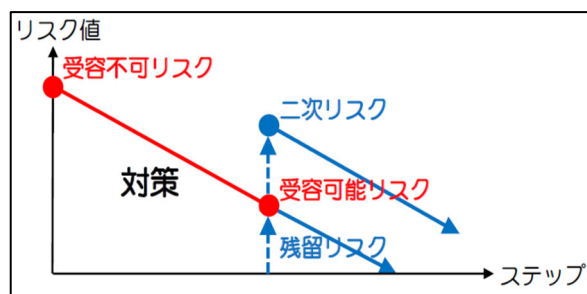 リスク値
受容不可リスク
二次リスク
対策
受容可能リスク
残留リスク
ステップ